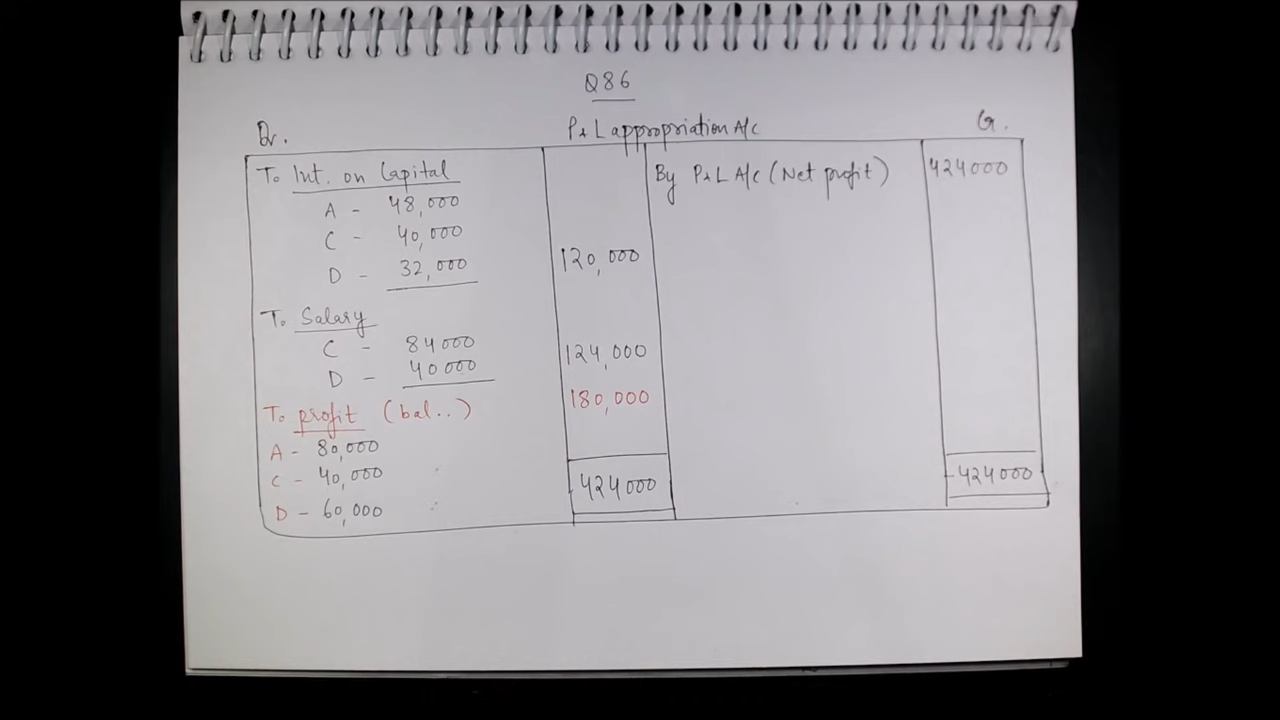 Q86
Dr. P & L appropriation A/c Cr.
To Int. on Capital By P & L A/c (Net profit) 424000
A - 48,000
C - 40,000
D - 32,000 120,000
To Salary
C - 84000 124,000
D - 40000
To profit (bal..) 180,000
A - 80,000
C - 40,000
D - 60,000
424000 424000